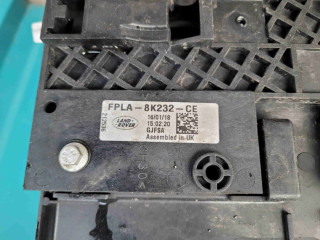 FPLA-8K232-CE
LAND-
ROVER
16/01/18
15:02:20
GJFSA
Assembled in UK